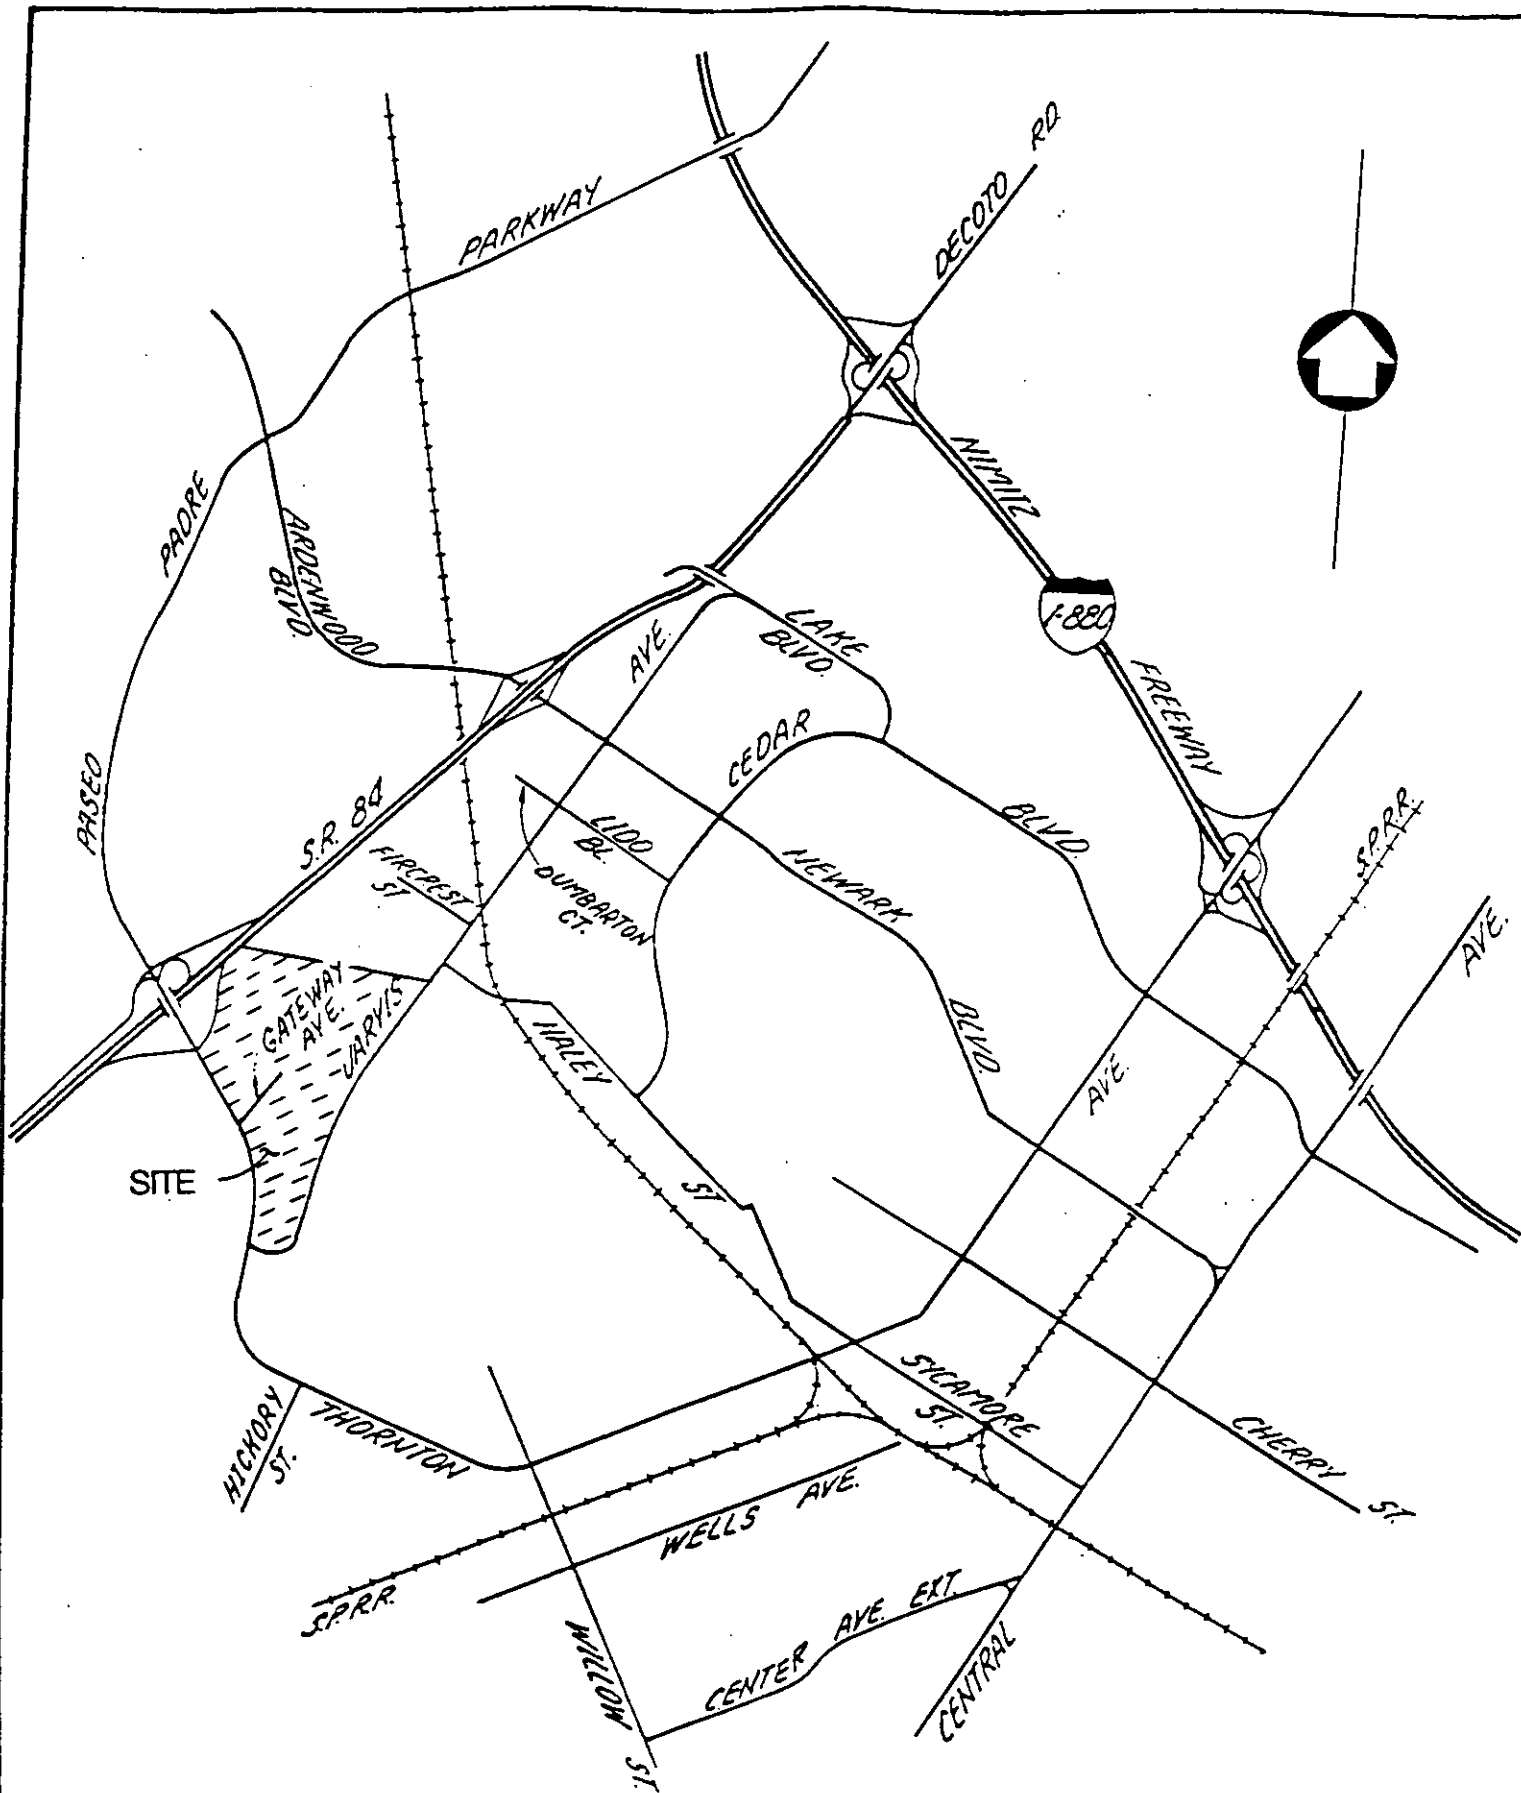 RD.
DECOTO
PARKWAY
NIMITZ
PADRE
ARDENWOOD
BLVD.
I-880
LAKE
BLVD.
AVE.
FREEWAY
CEDAR
PASEO
S.R. 84
BLVD.
S.P.R.R.
LIDO
BL.
FIRCREST
ST
NEWARK
DUMBARTON
CT.
AVE.
GATEWAY
AVE.
JARVIS
HALEY
BLVD.
AVE.
SITE
ST
SYCAMORE
ST.
HICKORY
ST.
THORNTON
CHERRY
ST.
WELLS AVE.
S.P.R.R.
CENTER AVE. EXT.
WILLOW
ST.
CENTRAL